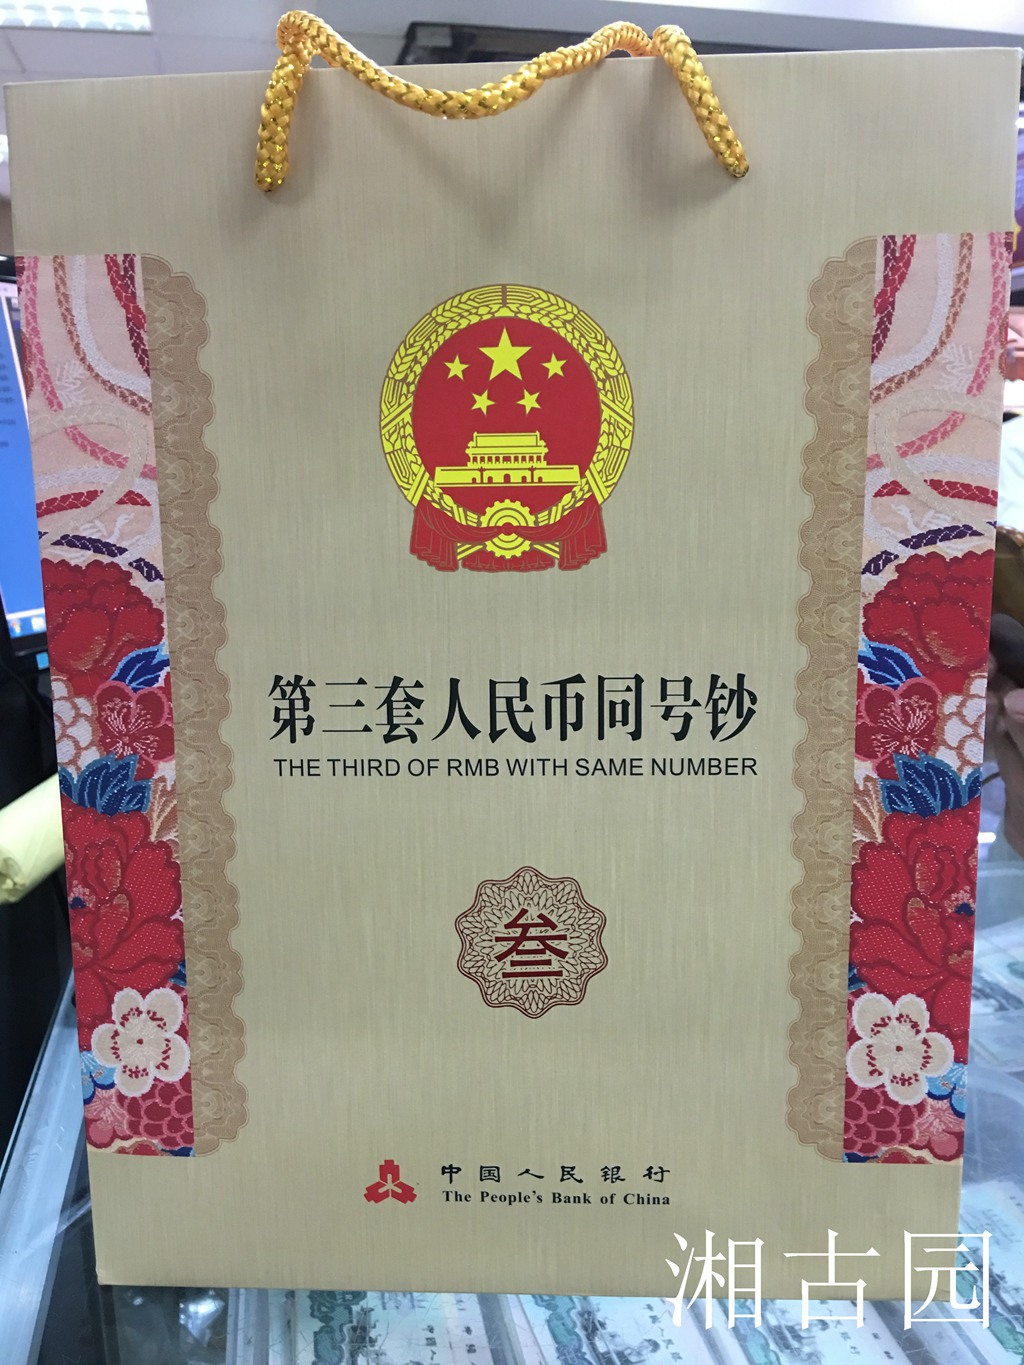 第三套人民币同号钞
THE THIRD OF RMB WITH SAME NUMBER
叁
中国人民银行
The People's Bank of China
湘古园